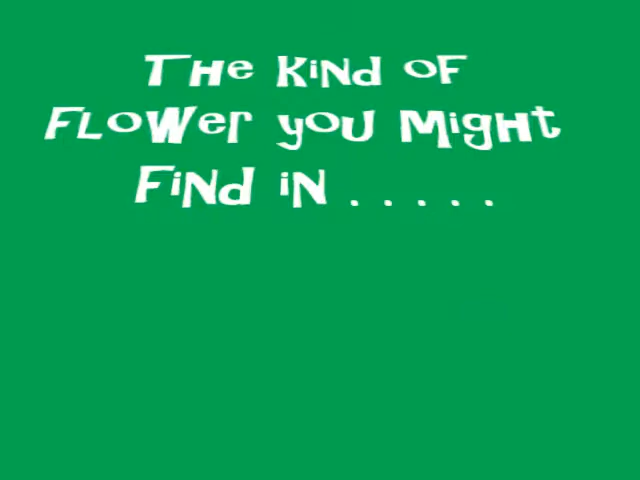 The Kind of
Flower you Might
Find in . . . . .